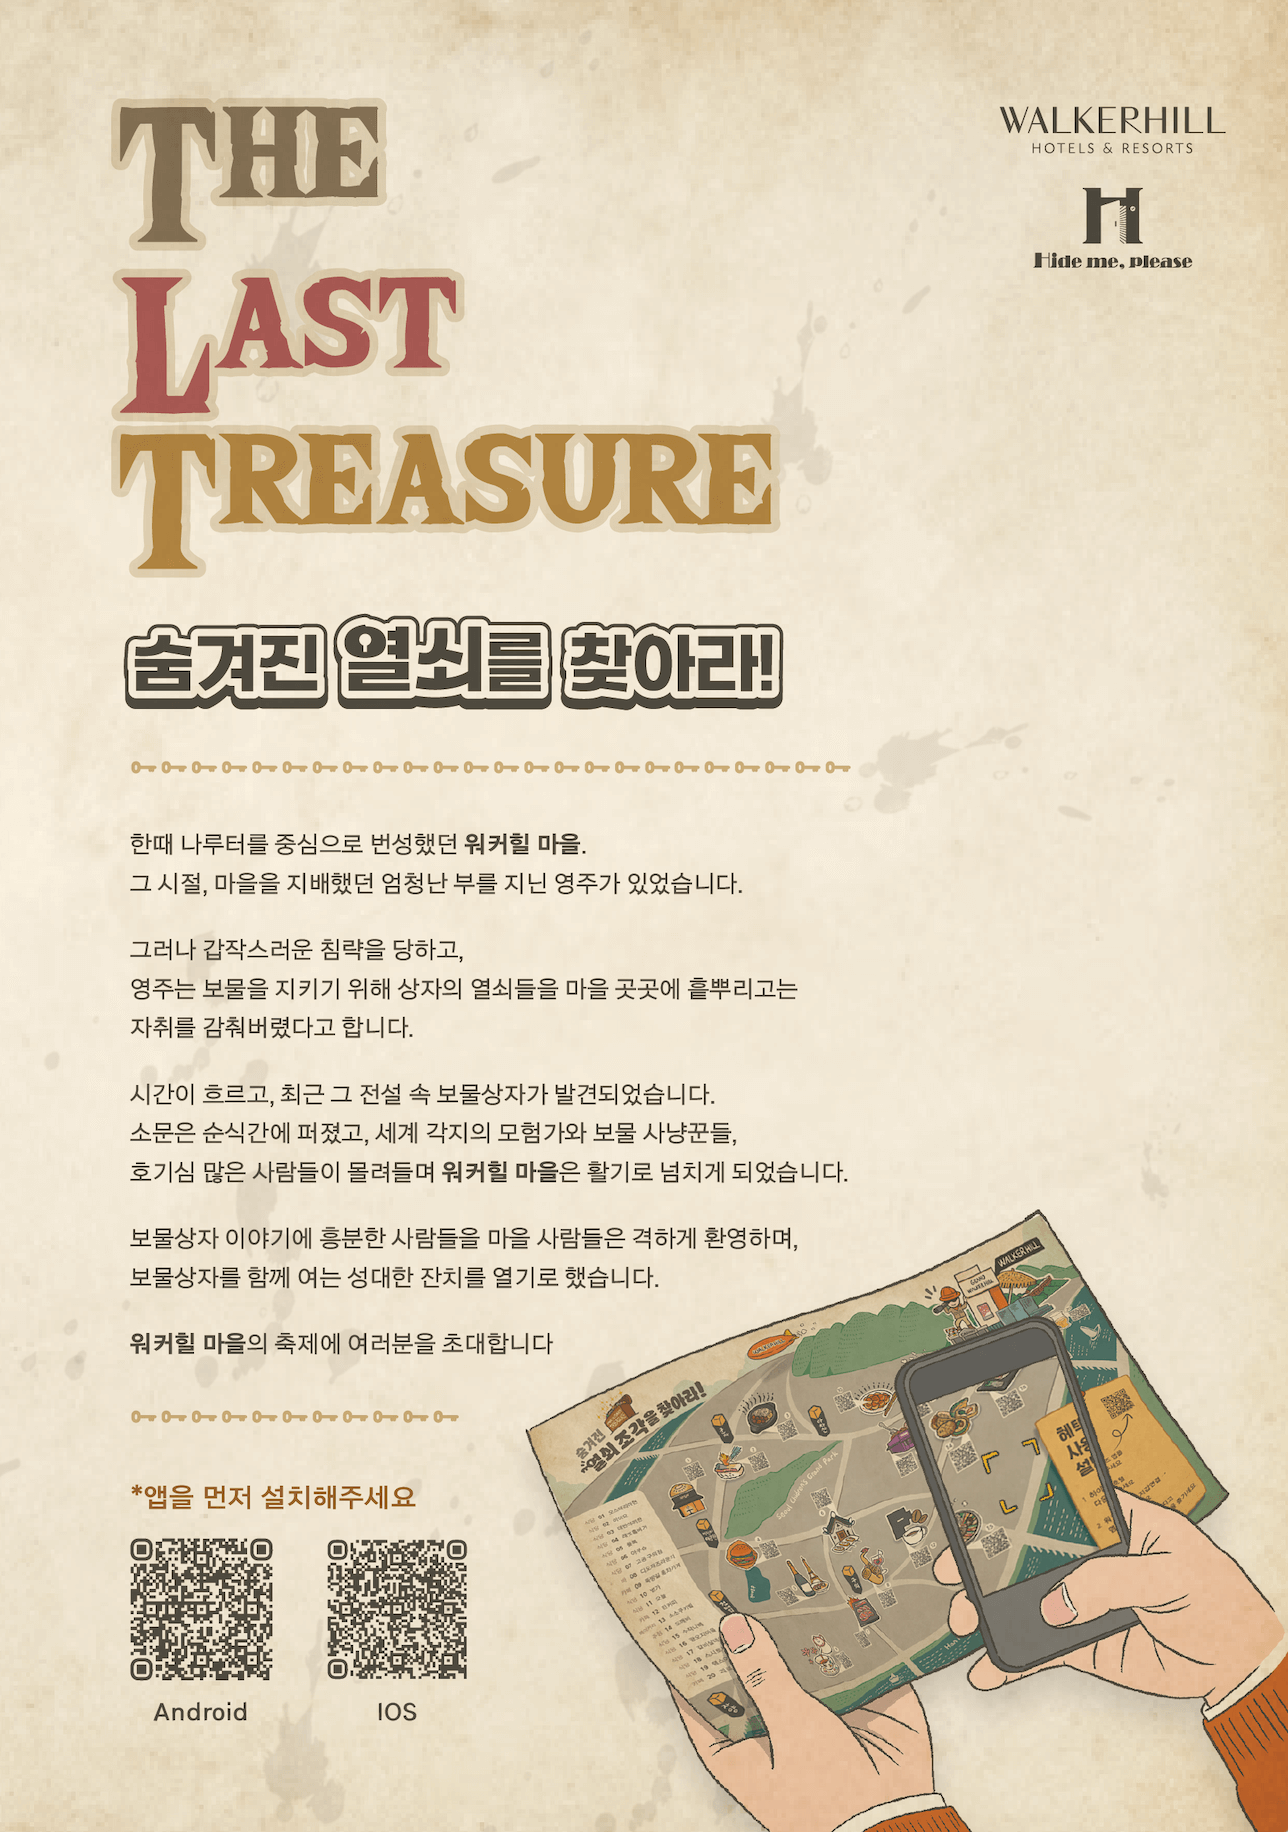 THE
LAST
TREASURE
WALKERHILL
HOTELS & RESORTS
H
Hide me, please
숨겨진 열쇠를 찾아라!
한때 나루터를 중심으로 번성했던 워커힐 마을.
그 시절, 마을을 지배했던 엄청난 부를 지닌 영주가 있었습니다.
그러나 갑작스러운 침략을 당하고,
영주는 보물을 지키기 위해 상자의 열쇠들을 마을 곳곳에 흩뿌리고는
자취를 감춰버렸다고 합니다.
시간이 흐르고, 최근 그 전설 속 보물상자가 발견되었습니다.
소문은 순식간에 퍼졌고, 세계 각지의 모험가와 보물 사냥꾼들,
호기심 많은 사람들이 몰려들며 워커힐 마을은 활기로 넘치게 되었습니다.
보물상자 이야기에 흥분한 사람들을 마을 사람들은 격하게 환영하며,
보물상자를 함께 여는 성대한 잔치를 열기로 했습니다.
워커힐 마을의 축제에 여러분을 초대합니다
*앱을 먼저 설치해주세요
Android
IOS
WALKERHILL
숨겨진
열쇠 조각을 찾아라!
혜택